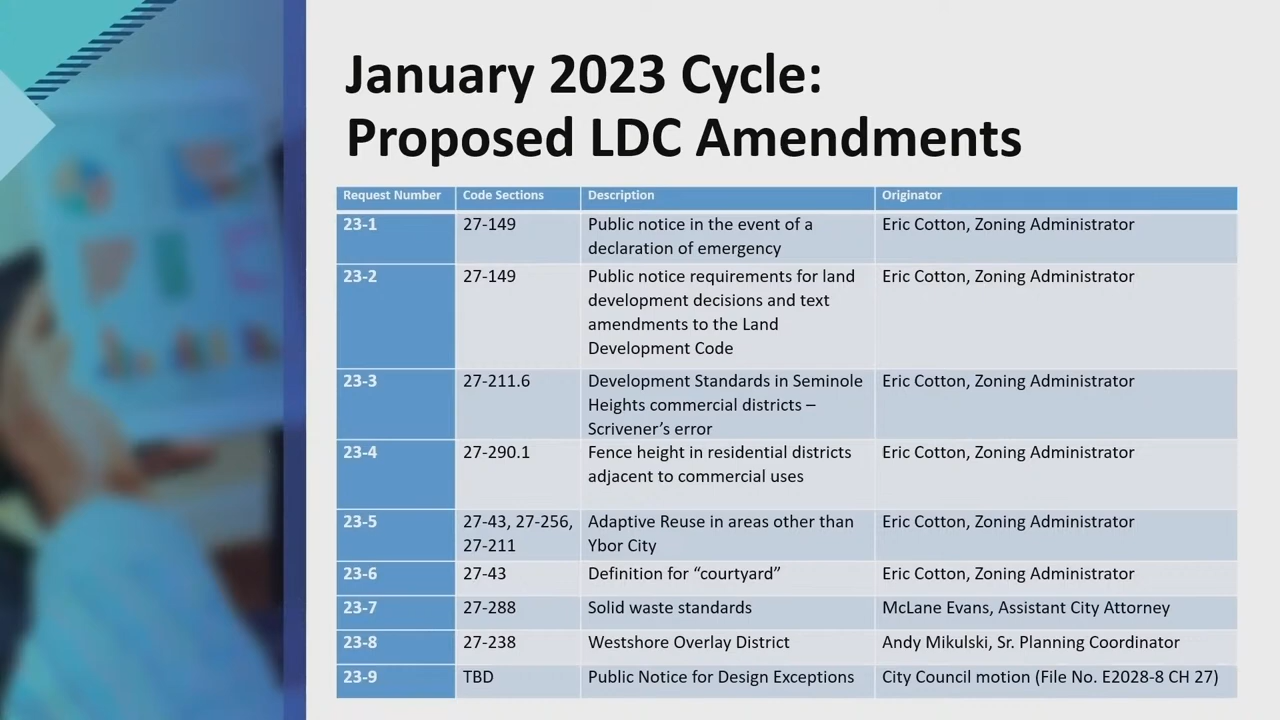 January 2023 Cycle:
Proposed LDC Amendments
Request Number Code Sections Description Originator
23-1 27-149 Public notice in the event of a Eric Cotton, Zoning Administrator
declaration of emergency
23-2 27-149 Public notice requirements for land Eric Cotton, Zoning Administrator
development decisions and text
amendments to the Land
Development Code
23-3 27-211.6 Development Standards in Seminole Eric Cotton, Zoning Administrator
Heights commercial districts –
Scrivener’s error
23-4 27-290.1 Fence height in residential districts Eric Cotton, Zoning Administrator
adjacent to commercial uses
23-5 27-43, 27-256, Adaptive Reuse in areas other than Eric Cotton, Zoning Administrator
27-211 Ybor City
23-6 27-43 Definition for “courtyard” Eric Cotton, Zoning Administrator
23-7 27-288 Solid waste standards McLane Evans, Assistant City Attorney
23-8 27-238 Westshore Overlay District Andy Mikulski, Sr. Planning Coordinator
23-9 TBD Public Notice for Design Exceptions City Council motion (File No. E2028-8 CH 27)